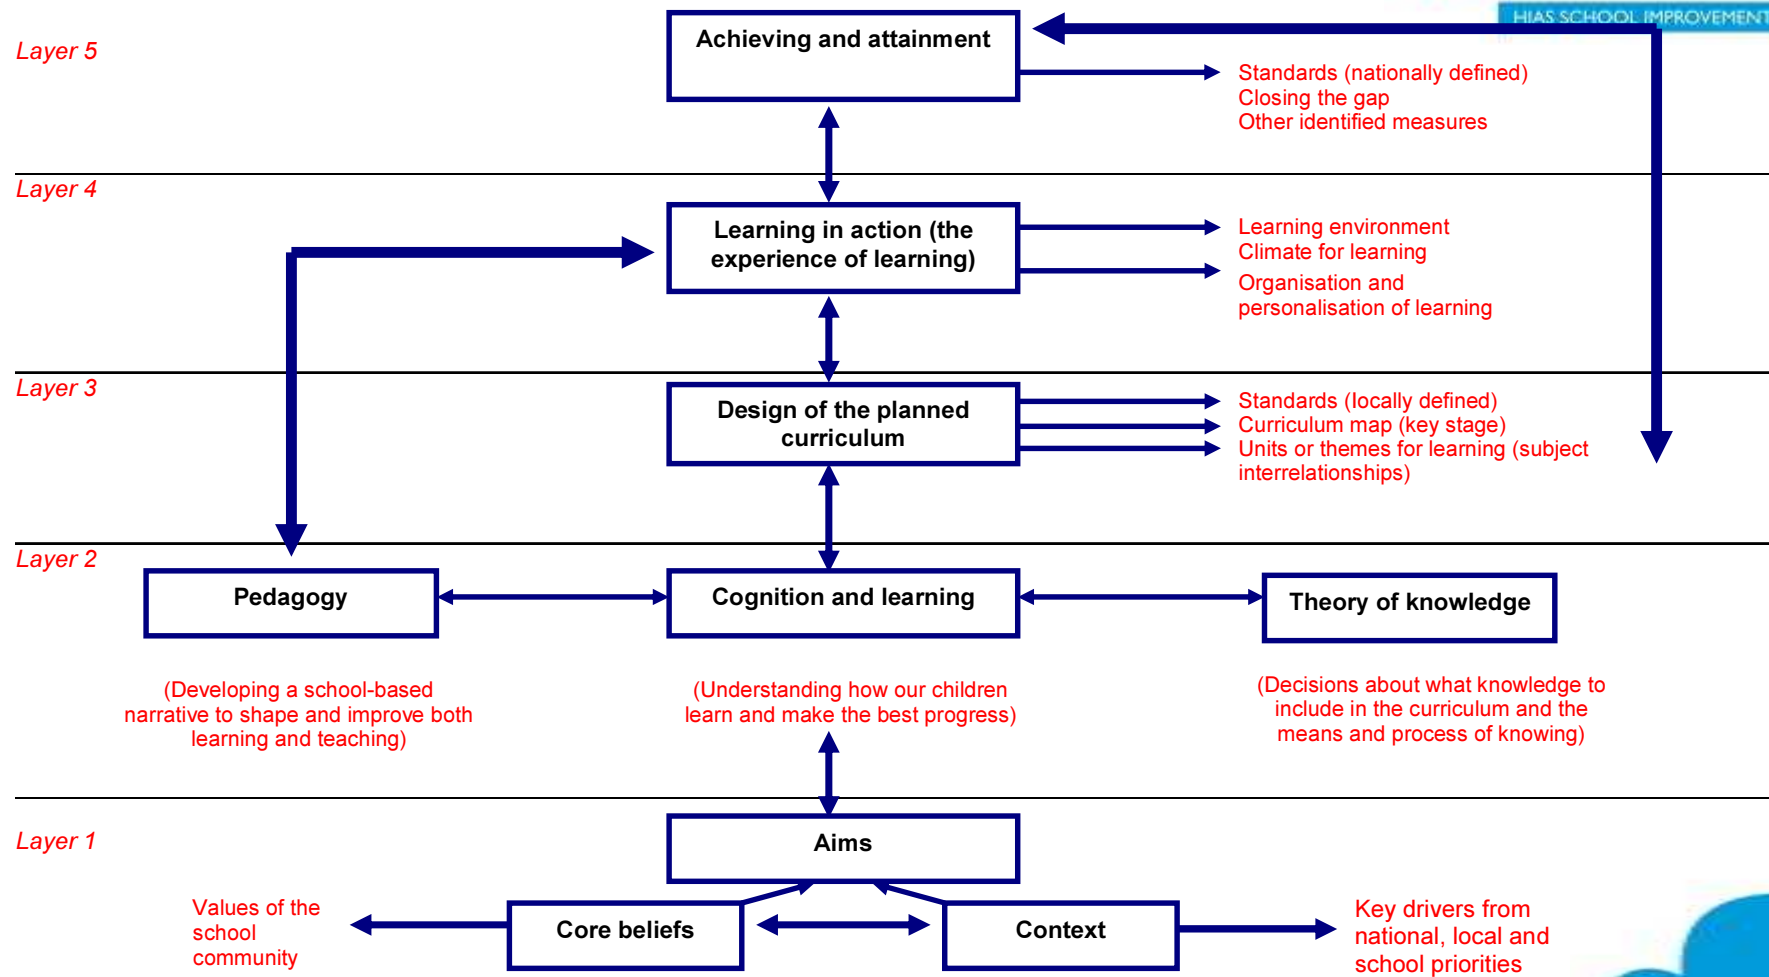 HIAS SCHOOL IMPROVEMENT
Layer 5
Achieving and attainment
Standards (nationally defined)
Closing the gap
Other identified measures
Layer 4
Learning in action (the
experience of learning)
Learning environment
Climate for learning
Organisation and
personalisation of learning
Layer 3
Design of the planned
curriculum
Standards (locally defined)
Curriculum map (key stage)
Units or themes for learning (subject
interrelationships)
Layer 2
Pedagogy
Cognition and learning
Theory of knowledge
(Developing a school-based
narrative to shape and improve both
learning and teaching)
(Understanding how our children
learn and make the best progress)
(Decisions about what knowledge to
include in the curriculum and the
means and process of knowing)
Layer 1
Aims
Values of the
school
community
Core beliefs
Context
Key drivers from
national, local and
school priorities